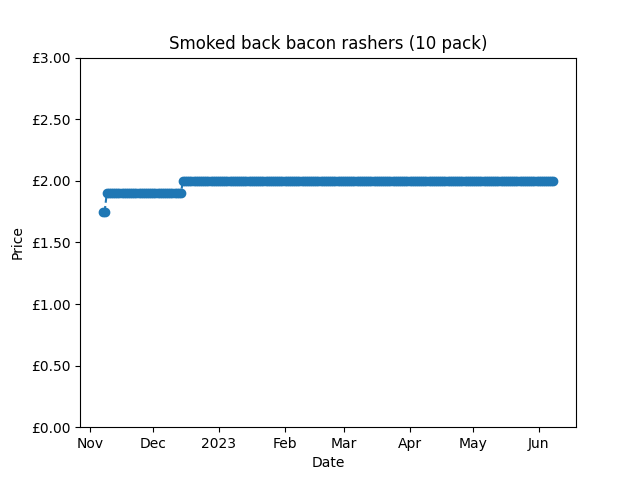 Smoked back bacon rashers (10 pack)
£3.00
£2.50
£2.00
£1.50
£1.00
£0.50
£0.00
Price
Nov Dec 2023 Feb Mar Apr May Jun
Date